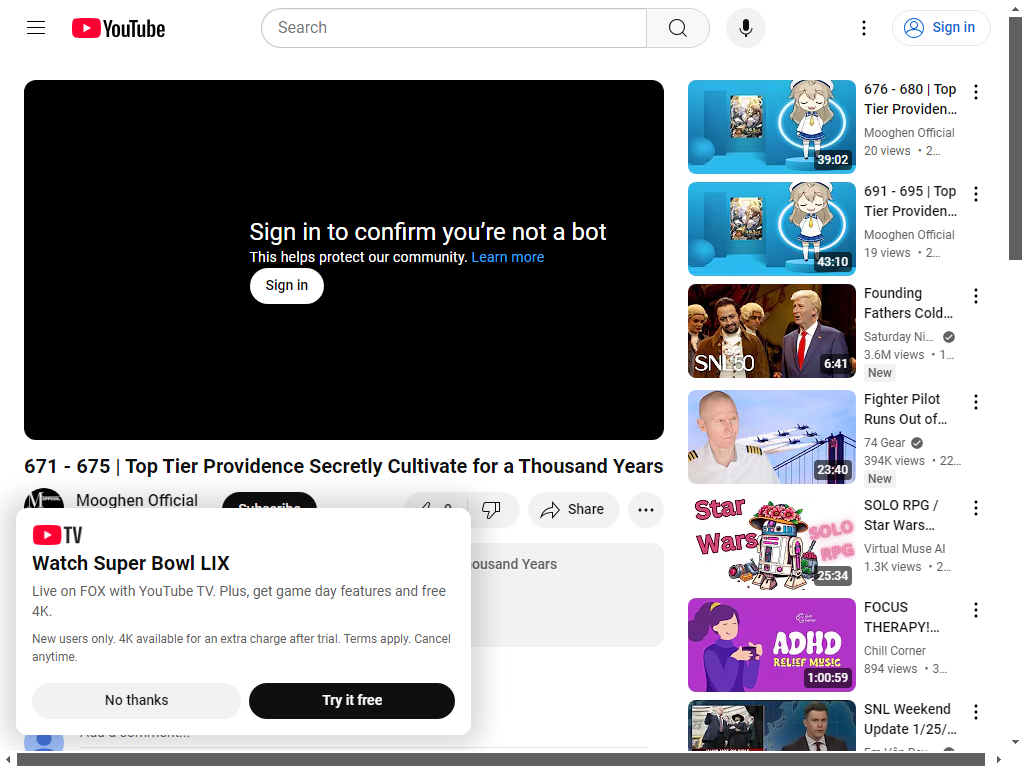 YouTube
Search
Sign in
Sign in to confirm you're not a bot
This helps protect our community. Learn more
Sign in
671 - 675 | Top Tier Providence Secretly Cultivate for a Thousand Years
Mooghen Official
Subscribe
Share
ousand Years
TV
Watch Super Bowl LIX
Live on FOX with YouTube TV. Plus, get game day features and free
4K.
New users only. 4K available for an extra charge after trial. Terms apply. Cancel
anytime.
No thanks
Try it free
Add a comment...
39:02
676 - 680 | Top
Tier Providen...
Mooghen Official
20 views • 2...
43:10
691 - 695 | Top
Tier Providen...
Mooghen Official
19 views • 2...
SNL50
6:41
Founding
Fathers Cold...
Saturday Ni...
3.6M views • 1...
New
23:40
Fighter Pilot
Runs Out of...
74 Gear
394K views • 22...
New
Star
Wars
SOLO
RPG
25:34
SOLO RPG /
Star Wars...
Virtual Muse AI
1.3K views • 2...
Chill Corner
ADHD
RELIEF MUSIC
1:00:59
FOCUS
THERAPY!...
Chill Corner
894 views • 3...
SNL Weekend
Update 1/25/...